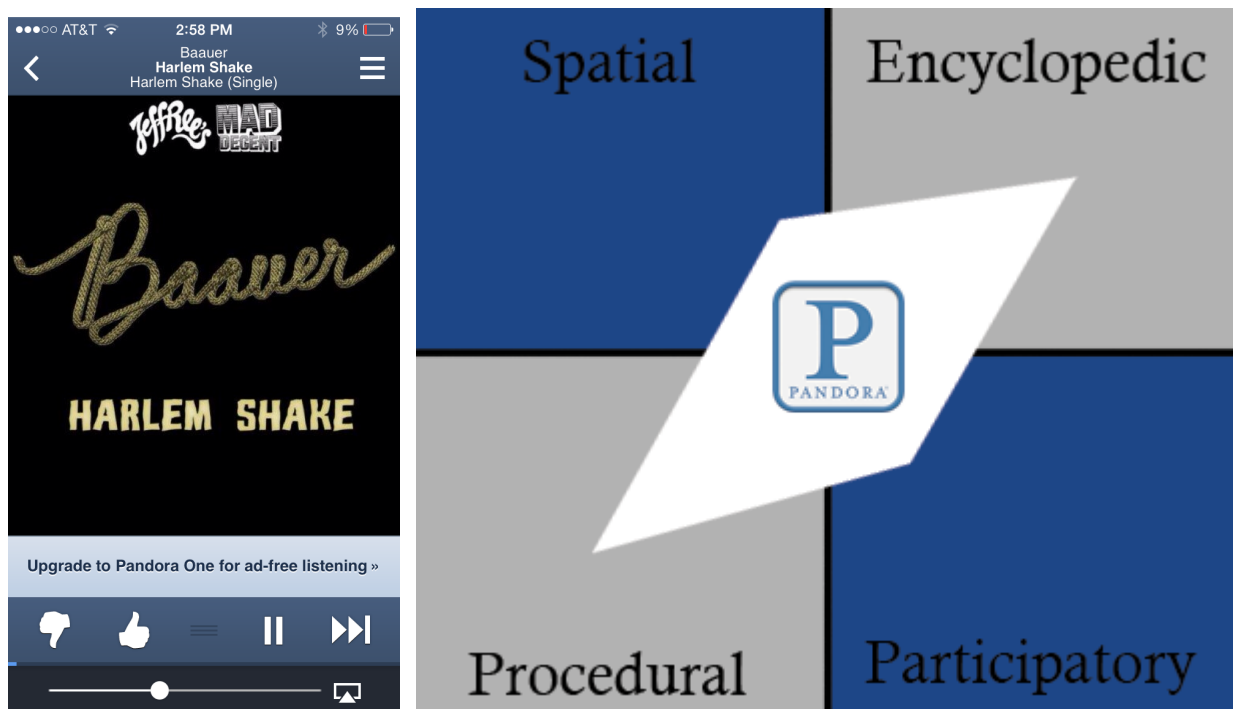 AT&T 2:58 PM 9%
Baauer
Harlem Shake
Harlem Shake (Single)
Jeffree's MAD
DECENT
Baauer
HARLEM SHAKE
Upgrade to Pandora One for ad-free listening »
Spatial
Encyclopedic
P
PANDORA
Procedural
Participatory